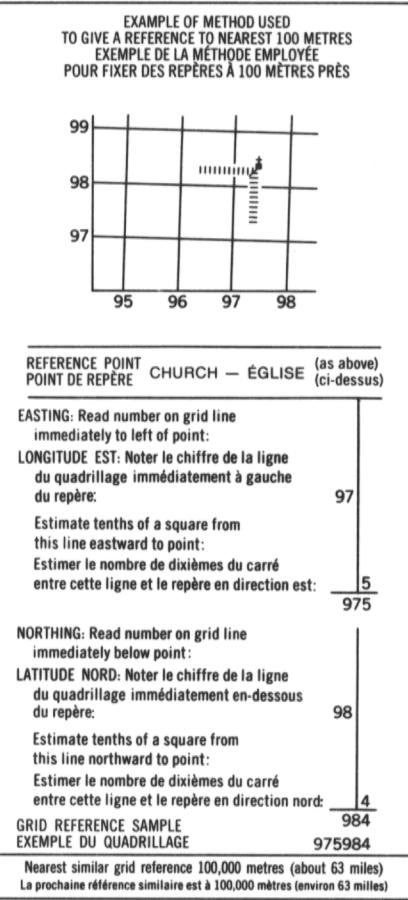 EXAMPLE OF METHOD USED
TO GIVE A REFERENCE TO NEAREST 100 METRES
EXEMPLE DE LA MÉTHODE EMPLOYÉE
POUR FIXER DES REPÈRES À 100 MÈTRES PRÈS
99
98
97
95 96 97 98
REFERENCE POINT CHURCH — ÉGLISE (as above)
POINT DE REPÈRE (ci-dessus)
EASTING: Read number on grid line
immediately to left of point:
LONGITUDE EST: Noter le chiffre de la ligne
du quadrillage immédiatement à gauche
du repère: 97
Estimate tenths of a square from
this line eastward to point:
Estimer le nombre de dixièmes du carré
entre cette ligne et le repère en direction est: 5
975
NORTHING: Read number on grid line
immediately below point:
LATITUDE NORD: Noter le chiffre de la ligne
du quadrillage immédiatement en-dessous
du repère: 98
Estimate tenths of a square from
this line northward to point:
Estimer le nombre de dixièmes du carré
entre cette ligne et le repère en direction nord: 4
GRID REFERENCE SAMPLE 984
EXEMPLE DU QUADRILLAGE 975984
Nearest similar grid reference 100,000 metres (about 63 miles)
La prochaine référence similaire est à 100,000 mètres (environ 63 milles)